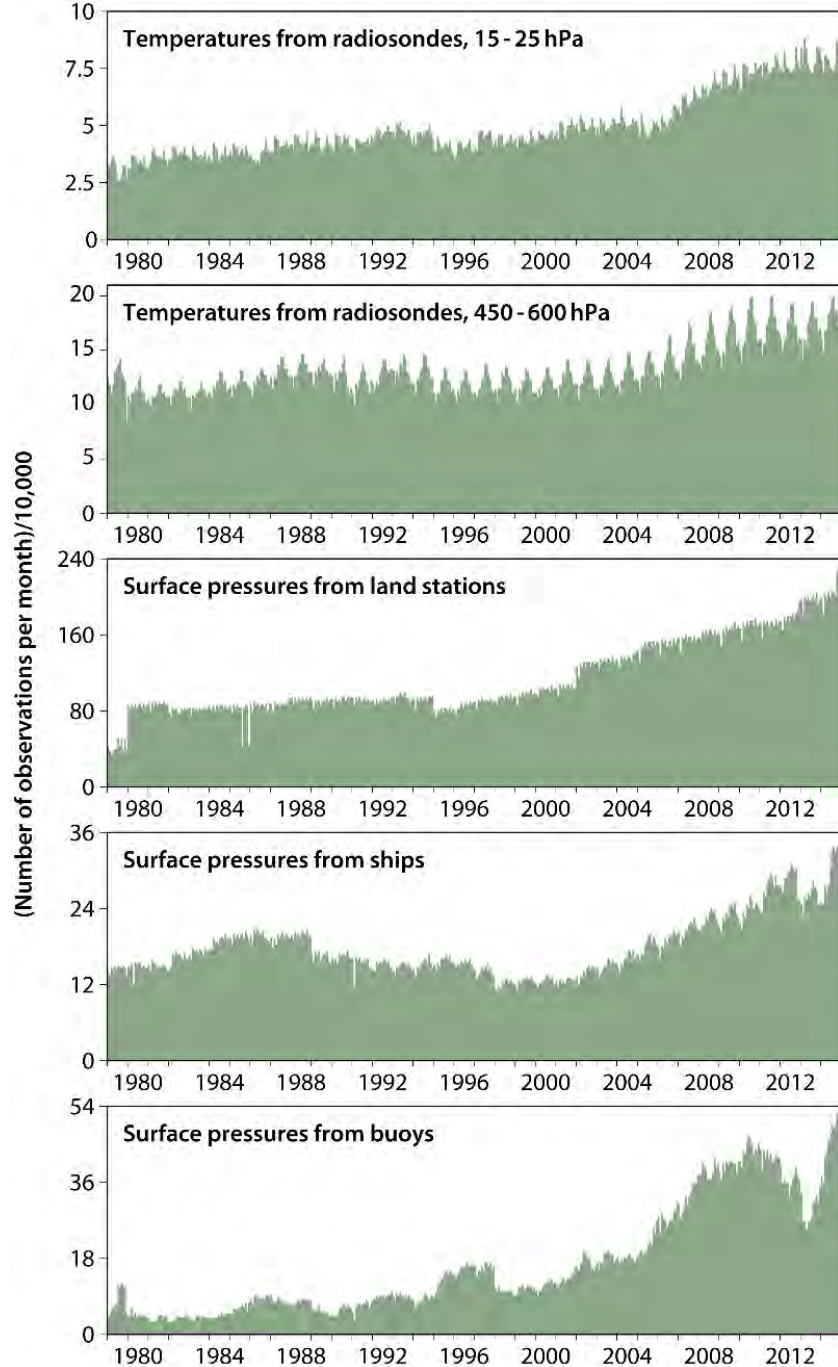 (Number of observations per month)/10,000
Temperatures from radiosondes, 15-25 hPa
10
7.5
5
2.5
0
1980 1984 1988 1992 1996 2000 2004 2008 2012
Temperatures from radiosondes, 450-600 hPa
20
15
10
5
0
1980 1984 1988 1992 1996 2000 2004 2008 2012
Surface pressures from land stations
240
160
80
0
1980 1984 1988 1992 1996 2000 2004 2008 2012
Surface pressures from ships
36
24
12
0
1980 1984 1988 1992 1996 2000 2004 2008 2012
Surface pressures from buoys
54
36
18
0
1980 1984 1988 1992 1996 2000 2004 2008 2012